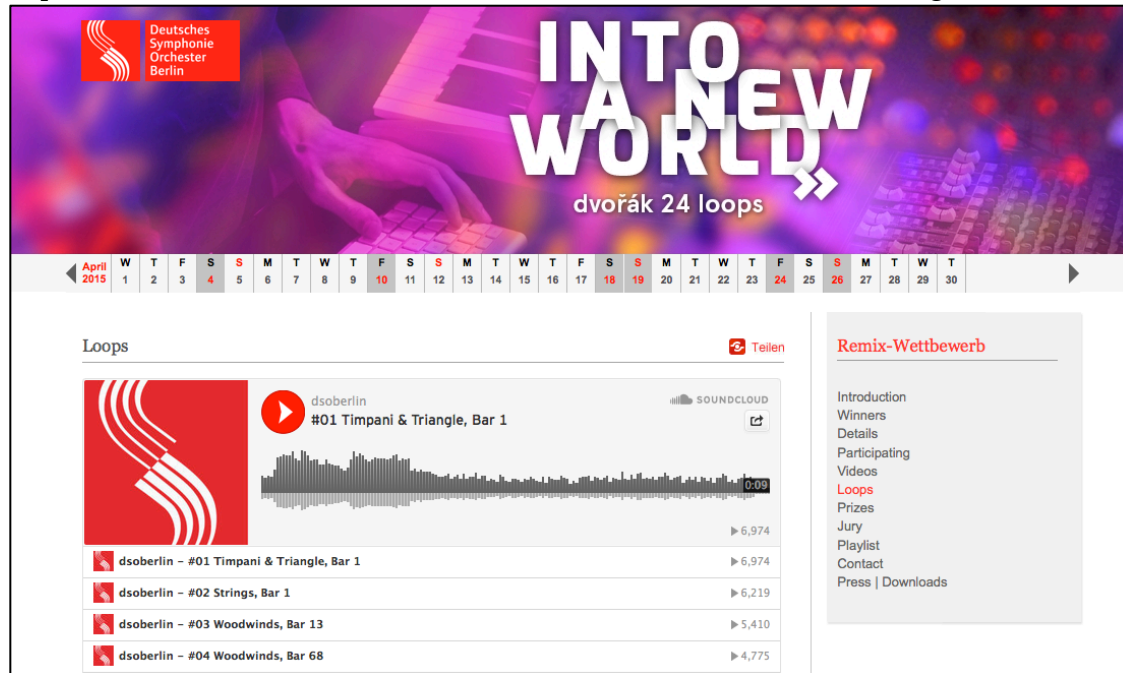 Deutsches
Symphonie
Orchester
Berlin
INTO
A NEW
WORLD
dvořák 24 loops
April W T F S S M T W T F S S M T W T F S S M T W T F S S M T W T
2015 1 2 3 4 5 6 7 8 9 10 11 12 13 14 15 16 17 18 19 20 21 22 23 24 25 26 27 28 29 30
Loops Teilen
dsoberlin SOUNDCLOUD
#01 Timpani & Triangle, Bar 1
0:09
6,974
dsoberlin – #01 Timpani & Triangle, Bar 1 6,974
dsoberlin – #02 Strings, Bar 1 6,219
dsoberlin – #03 Woodwinds, Bar 13 5,410
dsoberlin – #04 Woodwinds, Bar 68 4,775
Remix-Wettbewerb
Introduction
Winners
Details
Participating
Videos
Loops
Prizes
Jury
Playlist
Contact
Press | Downloads